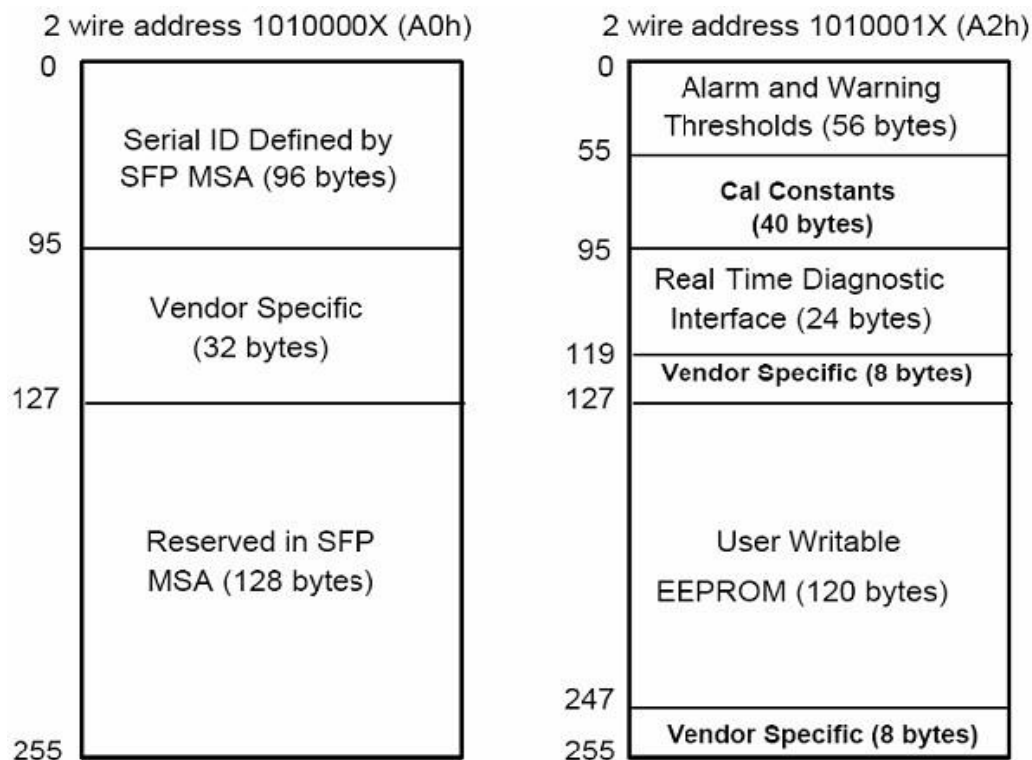 2 wire address 1010000X (A0h)
0
Serial ID Defined by
SFP MSA (96 bytes)
95
Vendor Specific
(32 bytes)
127
Reserved in SFP
MSA (128 bytes)
255
2 wire address 1010001X (A2h)
0
Alarm and Warning
Thresholds (56 bytes)
55
Cal Constants
(40 bytes)
95
Real Time Diagnostic
Interface (24 bytes)
119
Vendor Specific (8 bytes)
127
User Writable
EEPROM (120 bytes)
247
Vendor Specific (8 bytes)
255